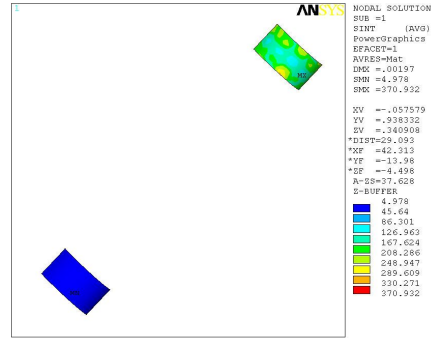 1
ANSYS
NODAL SOLUTION
SUB =1
SINT (AVG)
PowerGraphics
EFACET=1
AVRES=Mat
DMX =.00197
SMN =4.978
SMX =370.932
XV =-.057579
YV =.938332
ZV =.340908
*DIST=29.093
*XF =42.313
*YF =-13.98
*ZF =-4.498
A-ZS=37.628
Z-BUFFER
4.978
45.64
86.301
126.963
167.624
208.286
248.947
289.609
330.271
370.932
MX